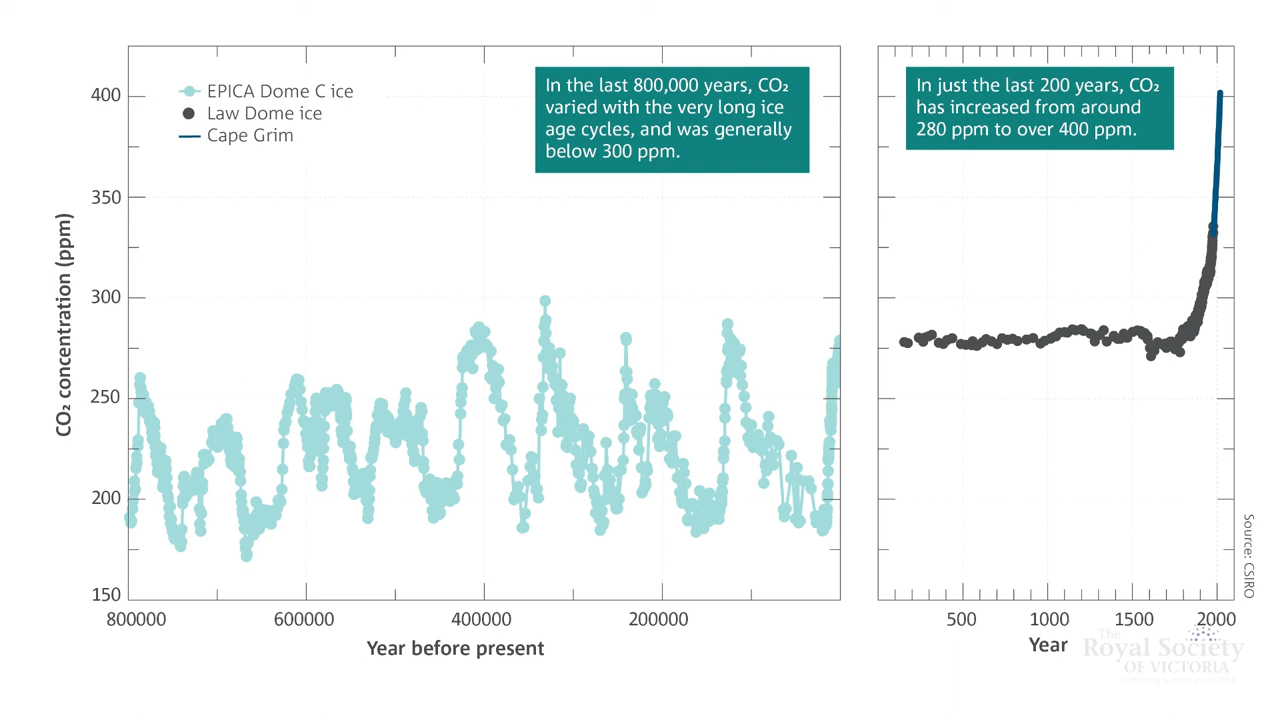 EPICA Dome C ice
Law Dome ice
Cape Grim
In the last 800,000 years, CO₂
varied with the very long ice
age cycles, and was generally
below 300 ppm.
In just the last 200 years, CO₂
has increased from around
280 ppm to over 400 ppm.
CO₂ concentration (ppm)
400
350
300
250
200
150
800000 600000 400000 200000
Year before present
500 1000 1500 2000
Year
Source: CSIRO
The
Royal Society
OF VICTORIA